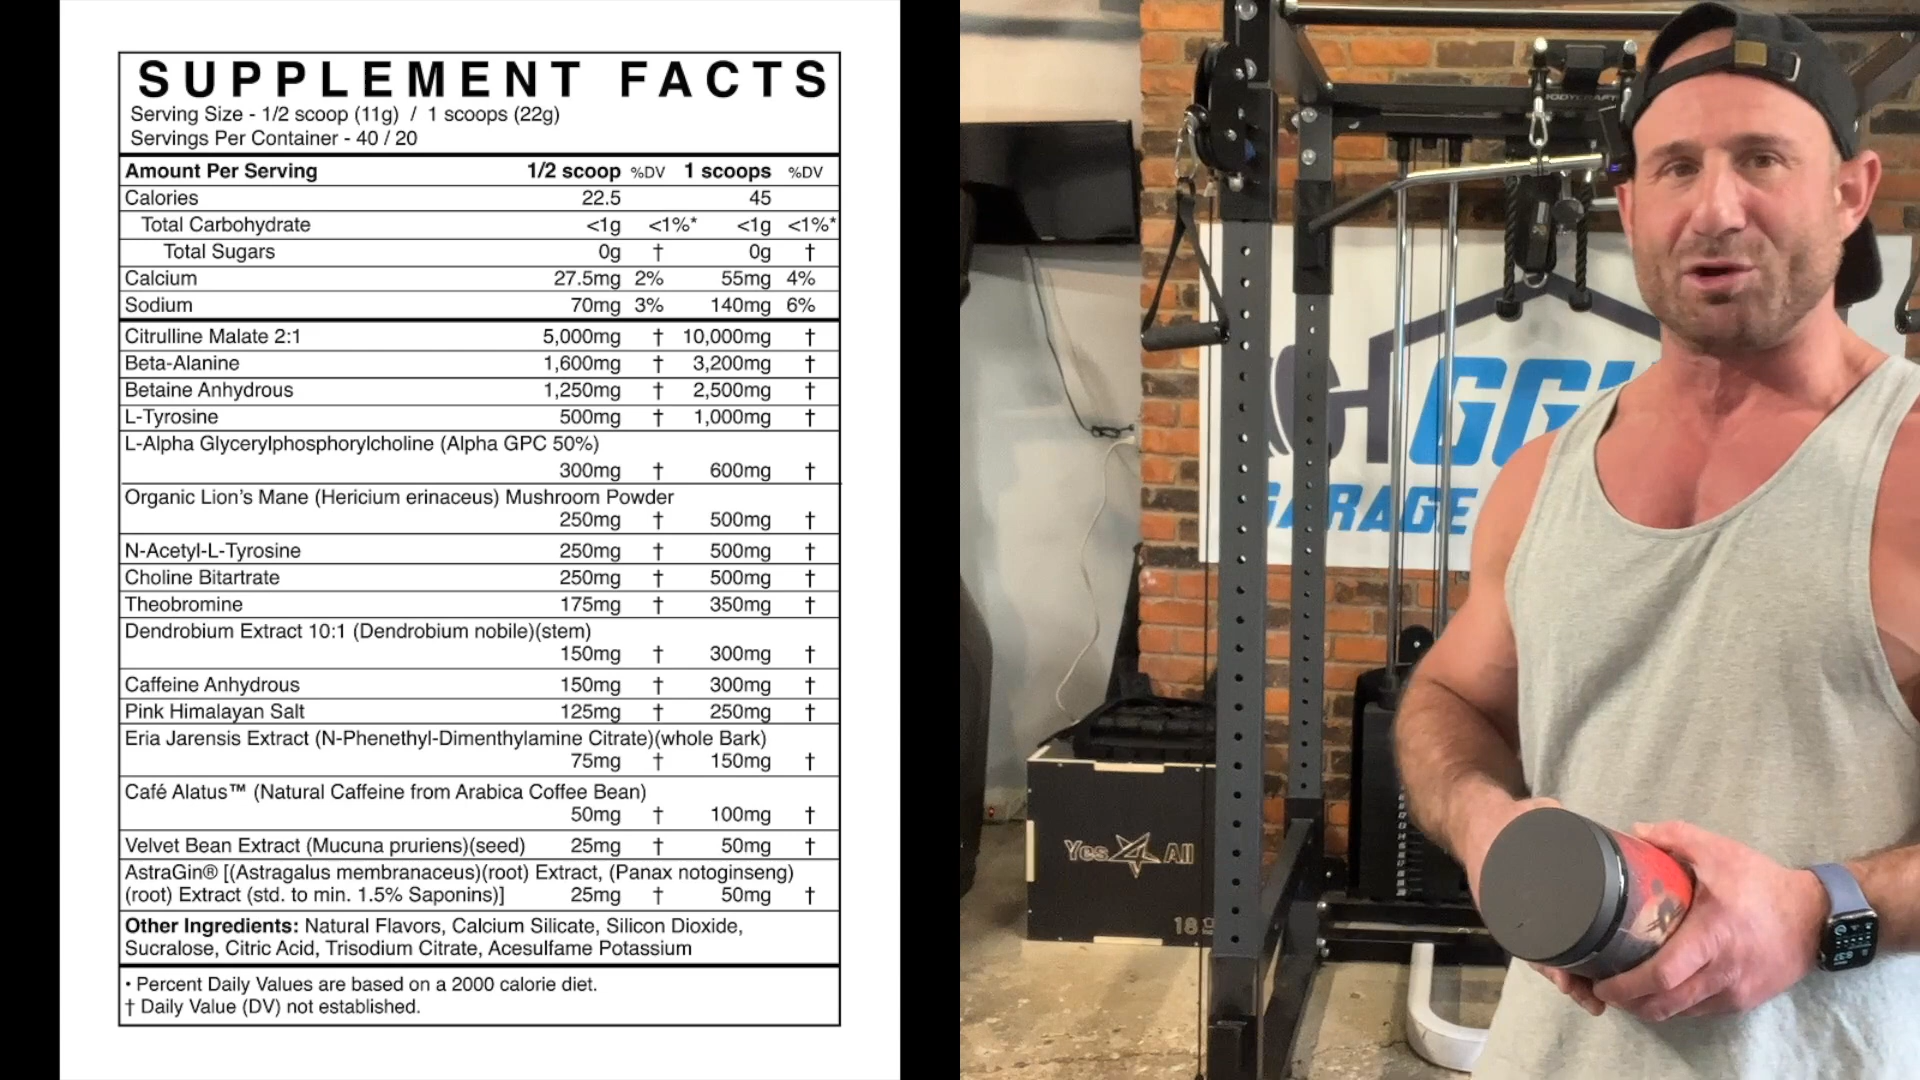 SUPPLEMENT FACTS
Serving Size - 1/2 scoop (11g) / 1 scoops (22g)
Servings Per Container - 40 / 20
Amount Per Serving 1/2 scoop %DV 1 scoops %DV
Calories 22.5 45
Total Carbohydrate <1g <1%* <1g <1%*
Total Sugars 0g † 0g †
Calcium 27.5mg 2% 55mg 4%
Sodium 70mg 3% 140mg 6%
Citrulline Malate 2:1 5,000mg † 10,000mg †
Beta-Alanine 1,600mg † 3,200mg †
Betaine Anhydrous 1,250mg † 2,500mg †
L-Tyrosine 500mg † 1,000mg †
L-Alpha Glycerylphosphorylcholine (Alpha GPC 50%)
300mg † 600mg †
Organic Lion's Mane (Hericium erinaceus) Mushroom Powder
250mg † 500mg †
N-Acetyl-L-Tyrosine 250mg † 500mg †
Choline Bitartrate 250mg † 500mg †
Theobromine 175mg † 350mg †
Dendrobium Extract 10:1 (Dendrobium nobile)(stem)
150mg † 300mg †
Caffeine Anhydrous 150mg † 300mg †
Pink Himalayan Salt 125mg † 250mg †
Eria Jarensis Extract (N-Phenethyl-Dimenthylamine Citrate)(whole Bark)
75mg † 150mg †
Café Alatus™ (Natural Caffeine from Arabica Coffee Bean)
50mg † 100mg †
Velvet Bean Extract (Mucuna pruriens)(seed) 25mg † 50mg †
AstraGin® [(Astragalus membranaceus)(root) Extract, (Panax notoginseng)
(root) Extract (std. to min. 1.5% Saponins)] 25mg † 50mg †
Other Ingredients: Natural Flavors, Calcium Silicate, Silicon Dioxide,
Sucralose, Citric Acid, Trisodium Citrate, Acesulfame Potassium
• Percent Daily Values are based on a 2000 calorie diet.
† Daily Value (DV) not established.
BODYCRAFT
GARAGE
Yes 4 All
18